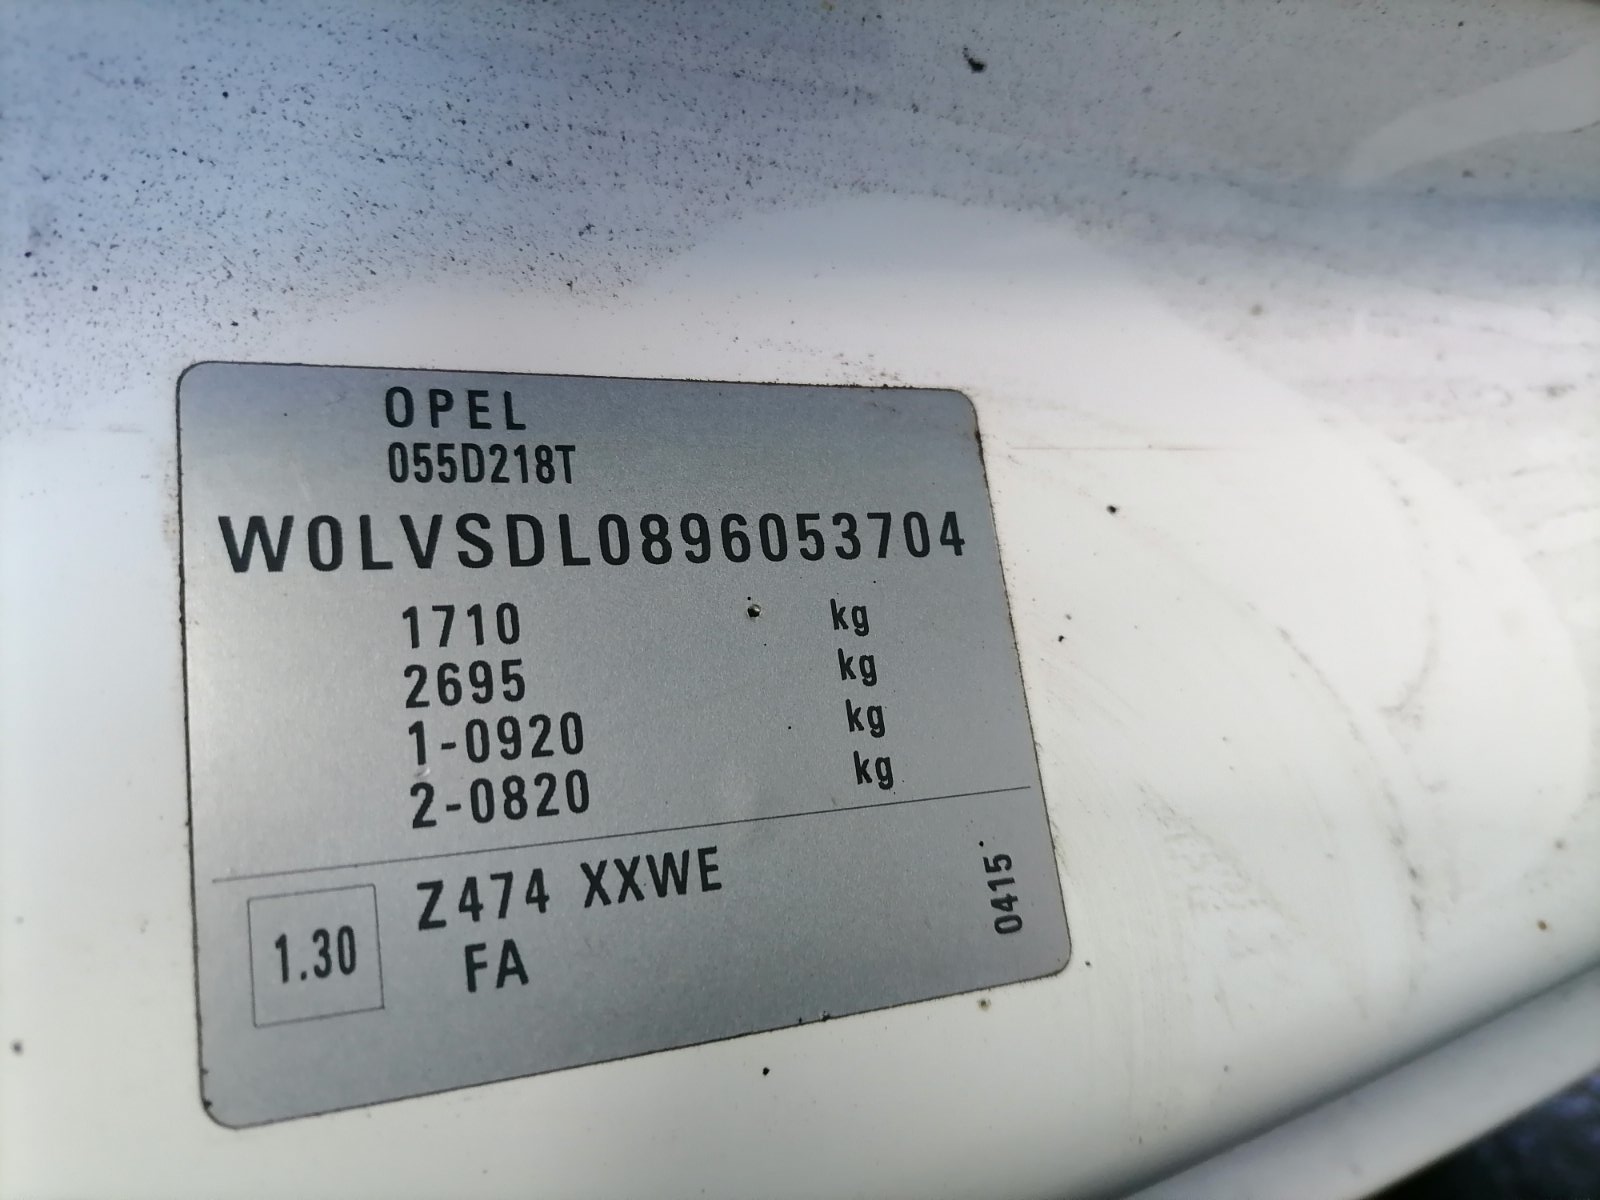 OPEL
055D218T
W0LVSDL0896053704
1710 kg
2695 kg
1-0920 kg
2-0820 kg
1.30
Z474 XXWE
FA
0415